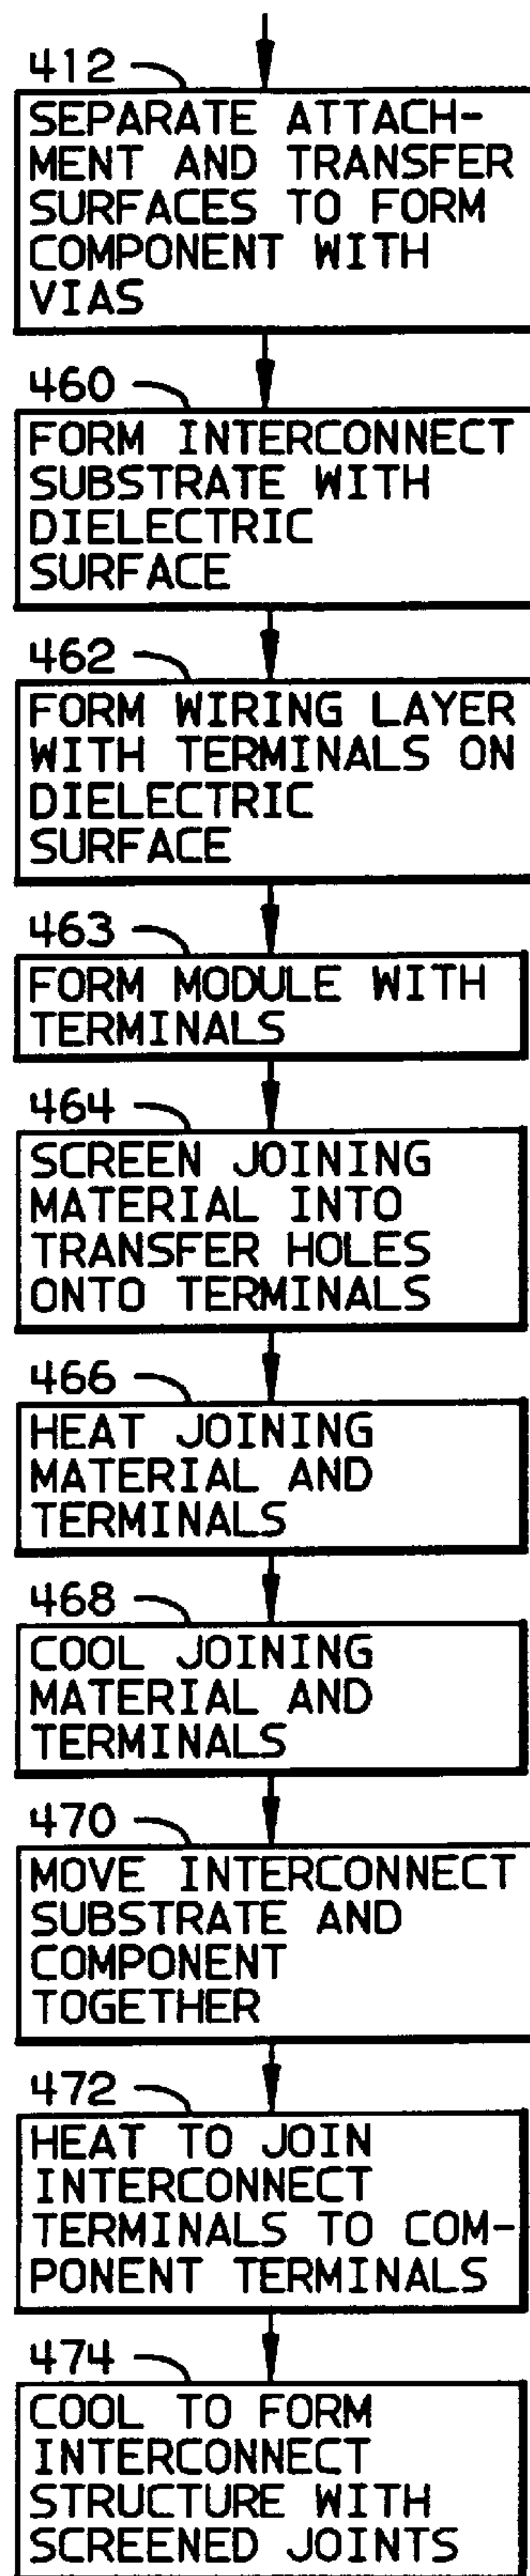 412
SEPARATE ATTACH-
MENT AND TRANSFER
SURFACES TO FORM
COMPONENT WITH
VIAS
460
FORM INTERCONNECT
SUBSTRATE WITH
DIELECTRIC
SURFACE
462
FORM WIRING LAYER
WITH TERMINALS ON
DIELECTRIC
SURFACE
463
FORM MODULE WITH
TERMINALS
464
SCREEN JOINING
MATERIAL INTO
TRANSFER HOLES
ONTO TERMINALS
466
HEAT JOINING
MATERIAL AND
TERMINALS
468
COOL JOINING
MATERIAL AND
TERMINALS
470
MOVE INTERCONNECT
SUBSTRATE AND
COMPONENT
TOGETHER
472
HEAT TO JOIN
INTERCONNECT
TERMINALS TO COM-
PONENT TERMINALS
474
COOL TO FORM
INTERCONNECT
STRUCTURE WITH
SCREENED JOINTS